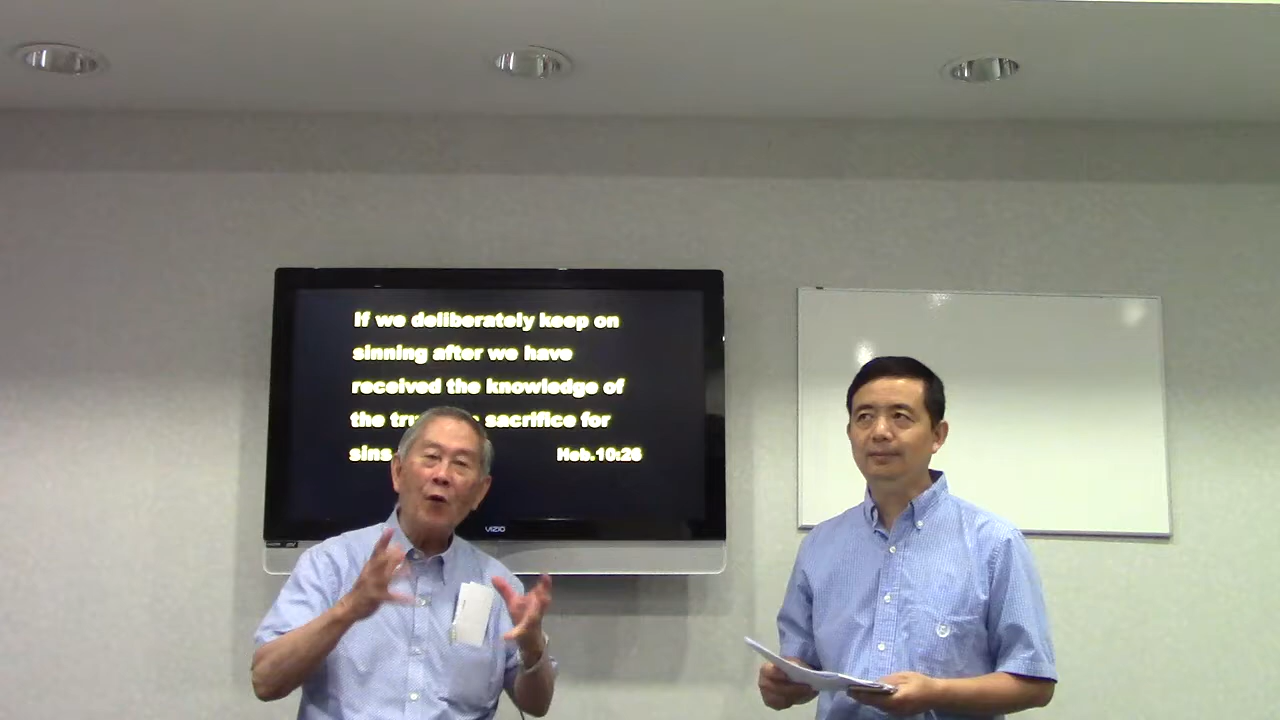 If we deliberately keep on
sinning after we have
received the knowledge of
the sacrifice for
sins
Heb.10:26
VIZIO